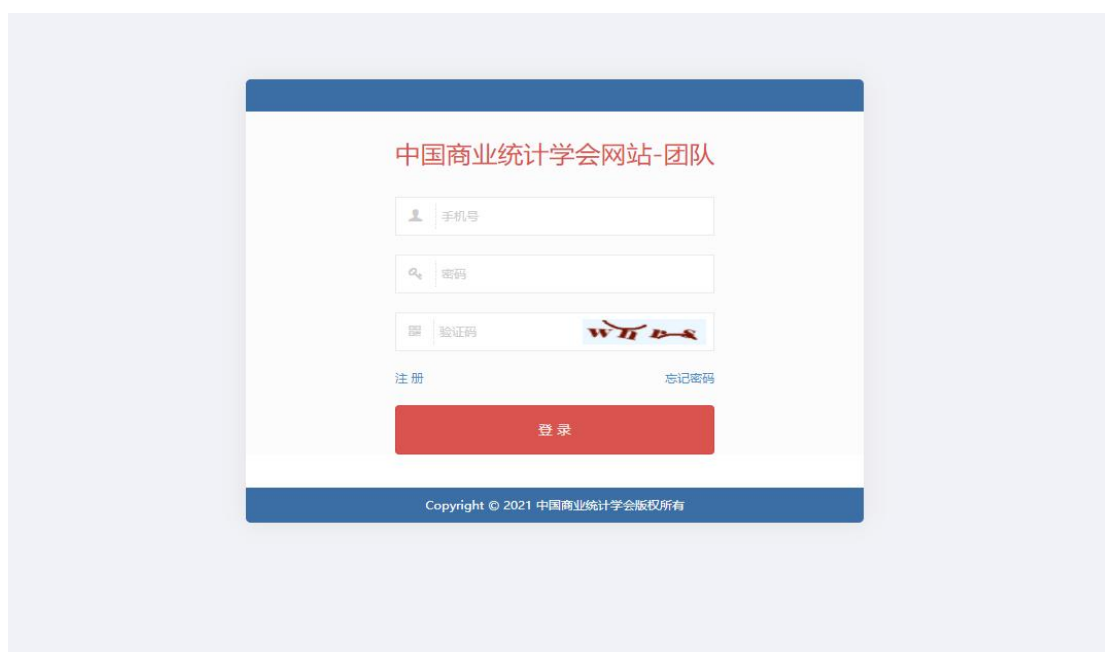 中国商业统计学会网站-团队
手机号
密码
验证码
注 册 忘记密码
登 录
Copyright © 2021 中国商业统计学会版权所有